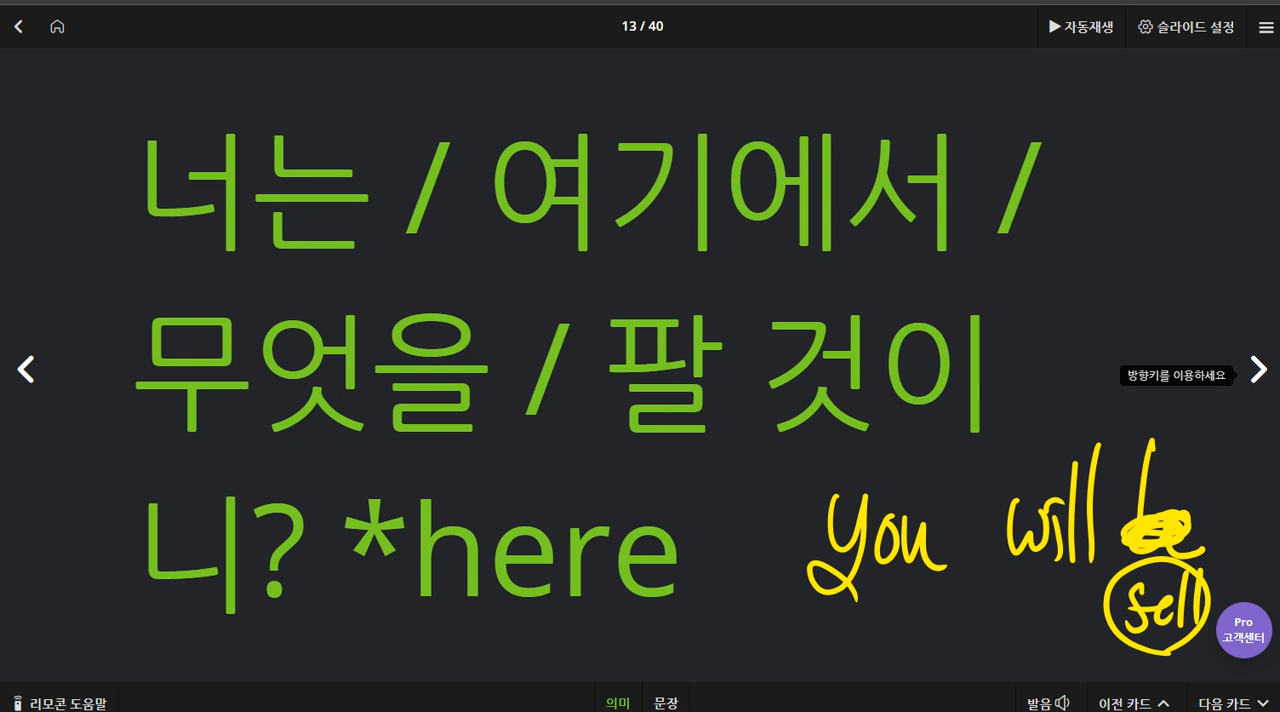 13 / 40
자동재생
슬라이드 설정
너는 / 여기에서 /
무엇을 / 팔 것이
니? *here
방향키를 이용하세요
you will be
sell
Pro
고객센터
리모콘 도움말
의미
문장
발음
이전 카드
다음 카드